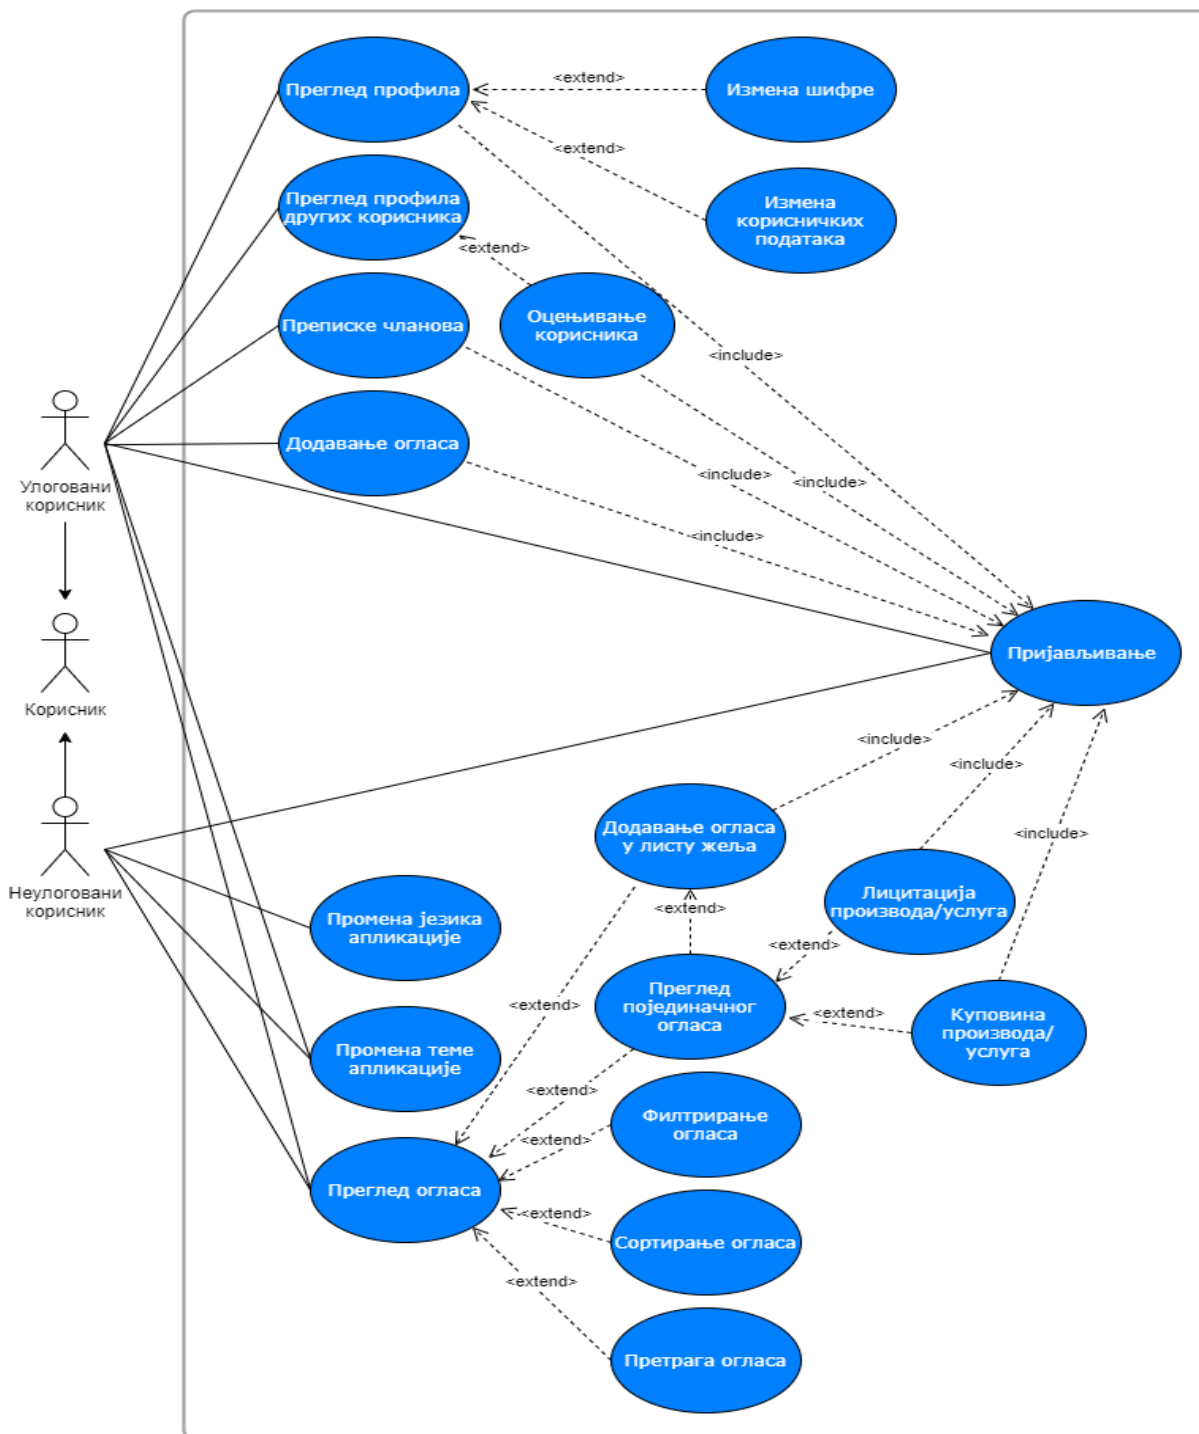 Преглед профила
<extend>
Измена шифре
<extend>
Преглед профила
других корисника
Измена
корисничких
података
<extend>
Преписке чланова
Оцењивање
корисника
<include>
Додавање огласа
Улоговани
корисник
<include>
<include>
<include>
Пријављивање
Корисник
<include>
<include>
Додавање огласа
у листу жеља
<include>
Неулоговани
корисник
Лицитација
производа/услуга
<extend>
Промена језика
апликације
<extend>
Преглед
појединачног
огласа
<extend>
<extend>
Куповина
производа/
услуга
Промена теме
апликације
<extend>
Филтрирање
огласа
<extend>
Преглед огласа
<extend>
Сортирање огласа
<extend>
Претрага огласа